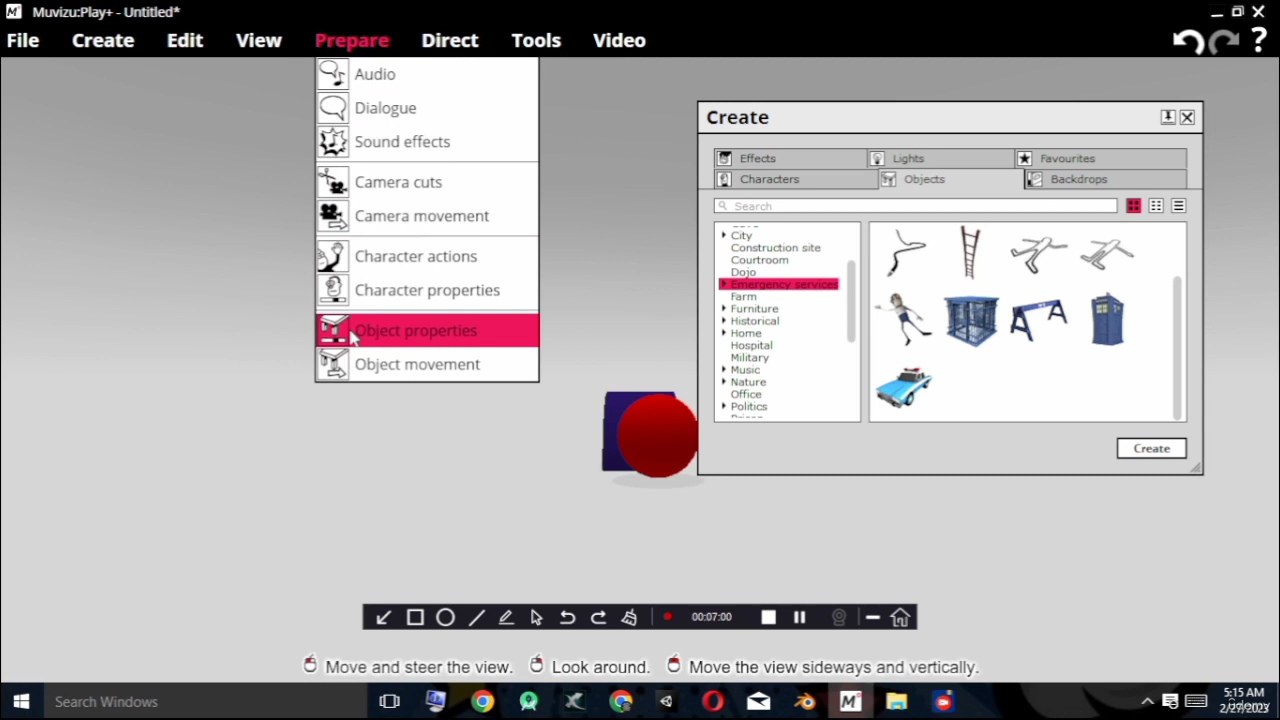 Muvizu:Play+ - Untitled*
File Create Edit View Prepare Direct Tools Video ?
Audio
Dialogue
Sound effects
Camera cuts
Camera movement
Character actions
Character properties
Object properties
Object movement
Create
Effects Lights Favourites
Characters Objects Backdrops
Search
City
Construction site
Courtroom
Dojo
Emergency services
Farm
Furniture
Historical
Home
Hospital
Military
Music
Nature
Office
Politics
Create
00:07:00
Move and steer the view. Look around. Move the view sideways and vertically.
Search Windows
5:15 AM
2/27/2023